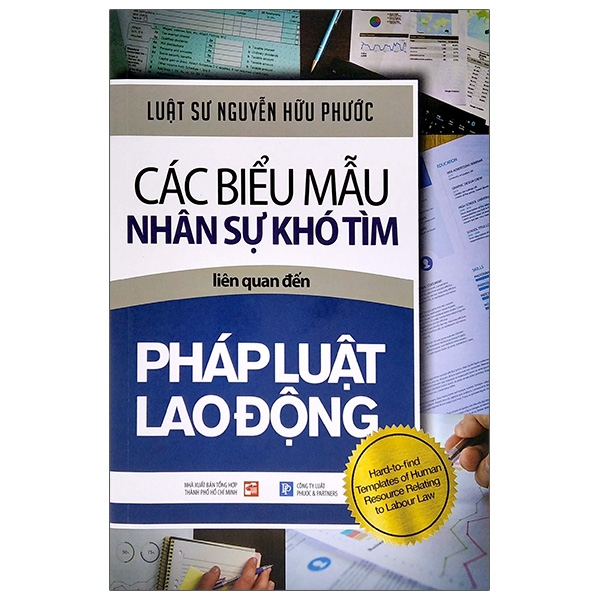 LUẬT SƯ NGUYỄN HỮU PHƯỚC
CÁC BIỂU MẪU
NHÂN SỰ KHÓ TÌM
liên quan đến
PHÁP LUẬT
LAO ĐỘNG
Hard-to-find
Templates of Human
Resource Relating
to Labour Law
NHÀ XUẤT BẢN TỔNG HỢP
THÀNH PHỐ HỒ CHÍ MINH
CÔNG TY LUẬT
PHUOC & PARTNERS
EDUCATION
SKILLS